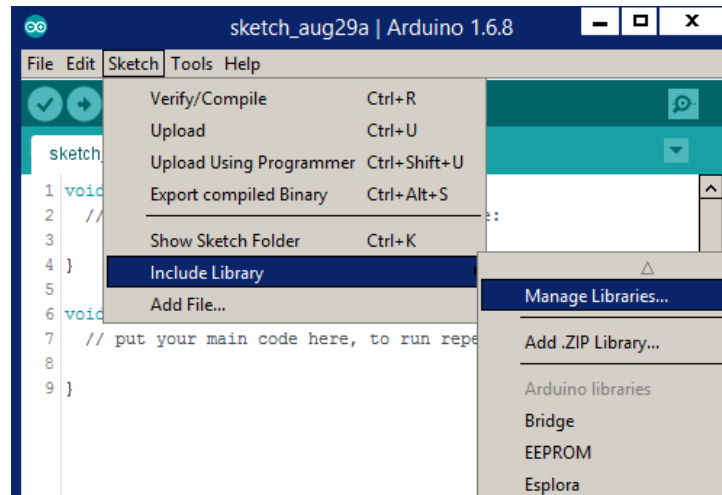 sketch_aug29a | Arduino 1.6.8
File Edit Sketch Tools Help
Verify/Compile Ctrl+R
Upload Ctrl+U
Upload Using Programmer Ctrl+Shift+U
Export compiled Binary Ctrl+Alt+S
Show Sketch Folder Ctrl+K
Include Library
Add File...
Manage Libraries...
Add .ZIP Library...
Arduino libraries
Bridge
EEPROM
Esplora
sketch_
1 void
2 // :
3
4 }
5
6 void
7 // put your main code here, to run repe
8
9 }